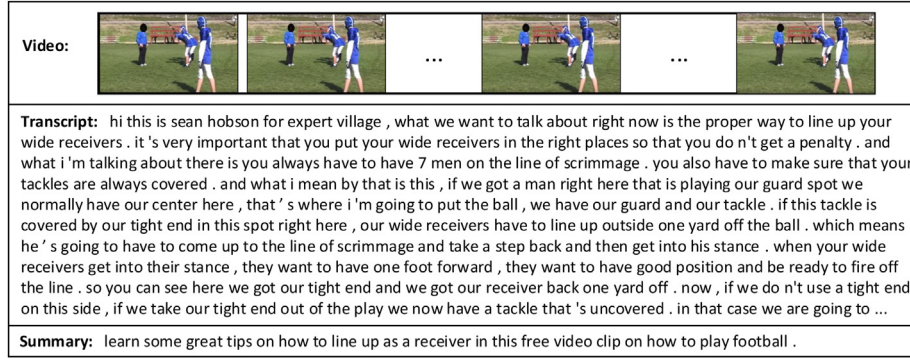 Video:
... ...
Transcript: hi this is sean hobson for expert village , what we want to talk about right now is the proper way to line up your
wide receivers . it 's very important that you put your wide receivers in the right places so that you do n't get a penalty . and
what i 'm talking about there is you always have to have 7 men on the line of scrimmage . you also have to make sure that your
tackles are always covered . and what i mean by that is this , if we got a man right here that is playing our guard spot we
normally have our center here , that ’ s where i 'm going to put the ball , we have our guard and our tackle . if this tackle is
covered by our tight end in this spot right here , our wide receivers have to line up outside one yard off the ball . which means
he ’ s going to have to come up to the line of scrimmage and take a step back and then get into his stance . when your wide
receivers get into their stance , they want to have one foot forward , they want to have good position and be ready to fire off
the line . so you can see here we got our tight end and we got our receiver back one yard off . now , if we do n't use a tight end
on this side , if we take our tight end out of the play we now have a tackle that 's uncovered . in that case we are going to ...
Summary: learn some great tips on how to line up as a receiver in this free video clip on how to play football .